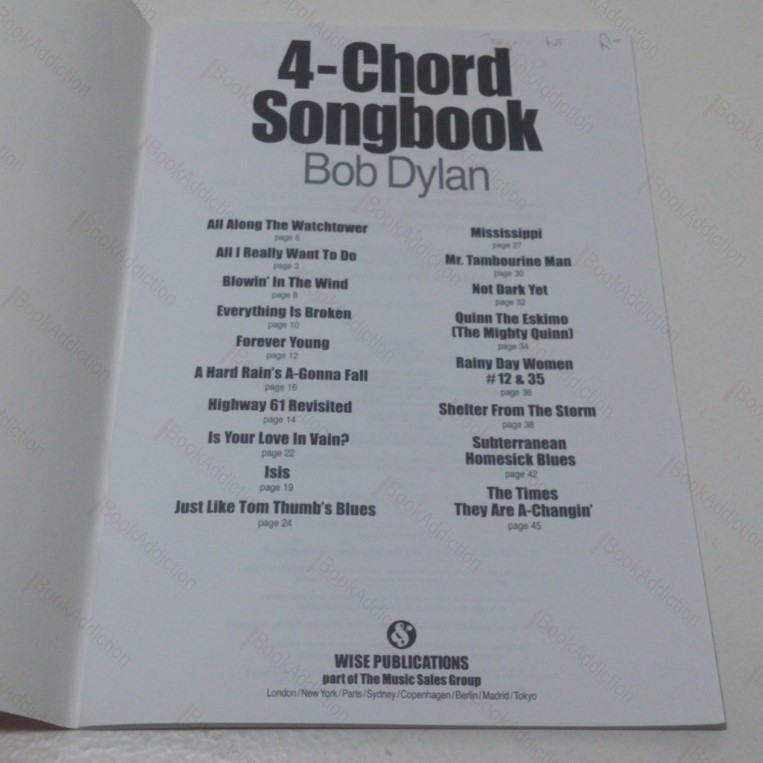 4-Chord
Songbook
Bob Dylan
All Along The Watchtower
page 6
All I Really Want To Do
page 3
Blowin' In The Wind
page 8
Everything Is Broken
page 10
Forever Young
page 12
A Hard Rain's A-Gonna Fall
page 16
Highway 61 Revisited
page 14
Is Your Love In Vain?
page 22
Isis
page 19
Just Like Tom Thumb's Blues
page 24
Mississippi
page 27
Mr. Tambourine Man
page 30
Not Dark Yet
page 32
Quinn The Eskimo
(The Mighty Quinn)
page 34
Rainy Day Women
#12 & 35
page 36
Shelter From The Storm
page 38
Subterranean
Homesick Blues
page 42
The Times
They Are A-Changin'
page 45
WISE PUBLICATIONS
part of The Music Sales Group
London/New York/Paris/Sydney/Copenhagen/Berlin/Madrid/Tokyo
BookAddiction